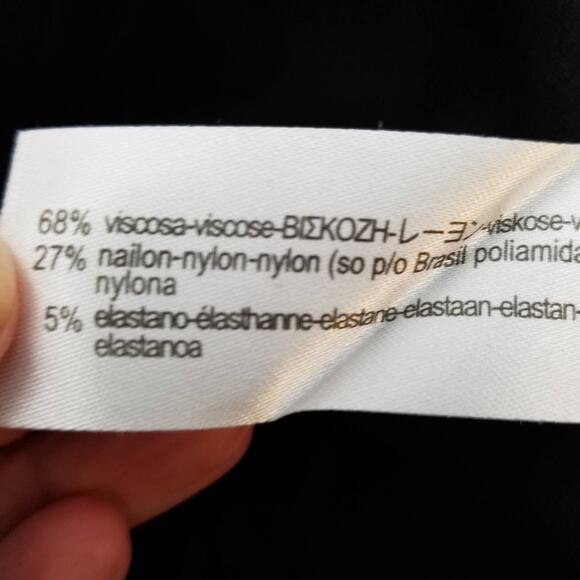 68% viscosa-viscose-ΒΙΣΚΟΖΗ-レーヨン-viskose-v
27% nailon-nylon-nylon (so p/o Brasil poliamida
nylona
5% elastano-élasthanne-elastane-elastaan-elastan-
elastanoa